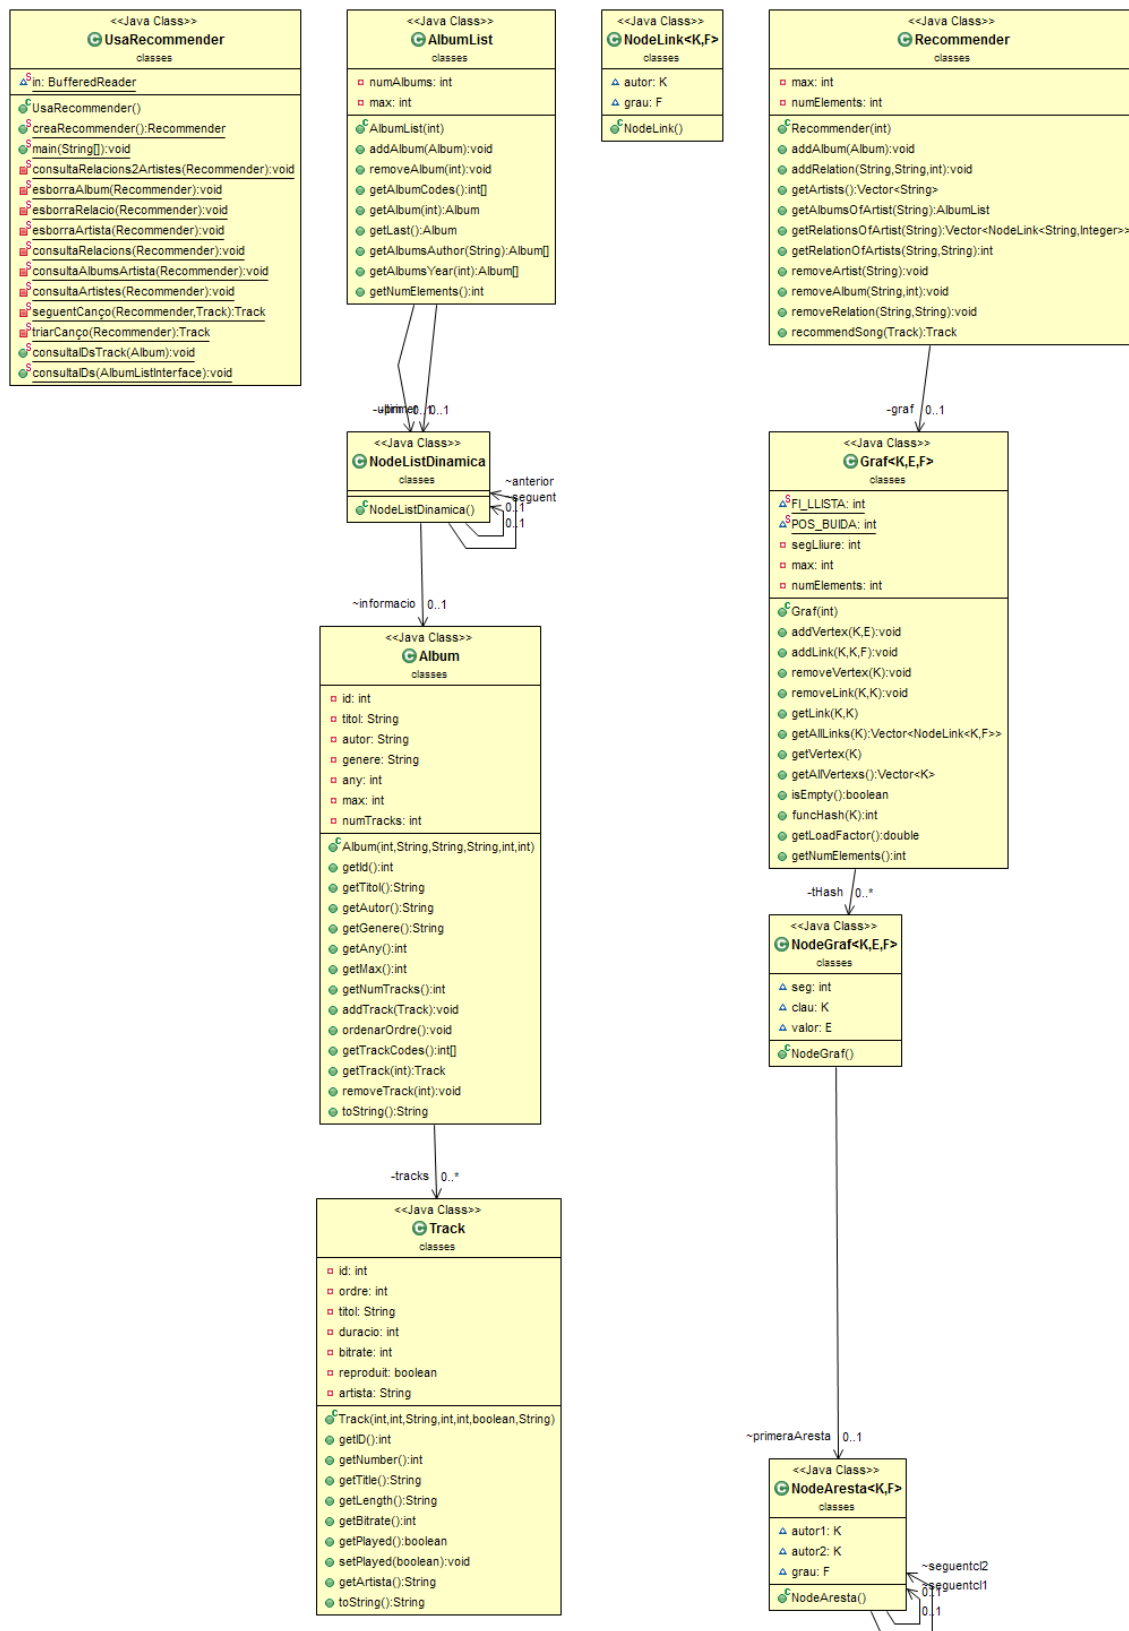 <<Java Class>>
UsaRecommender
classes
in: BufferedReader
UsaRecommender()
creaRecommender():Recommender
main(String[]):void
consultaRelacions2Artistes(Recommender):void
esborraAlbum(Recommender):void
esborraRelacio(Recommender):void
esborraArtista(Recommender):void
consultaRelacions(Recommender):void
consultaAlbumsArtista(Recommender):void
consultaArtistes(Recommender):void
seguentCanço(Recommender,Track):Track
triarCanço(Recommender):Track
consultaIDsTrack(Album):void
consultaIDs(AlbumListInterface):void
<<Java Class>>
AlbumList
classes
numAlbums: int
max: int
AlbumList(int)
addAlbum(Album):void
removeAlbum(int):void
getAlbumCodes():int[]
getAlbum(int):Album
getLast():Album
getAlbumsAuthor(String):Album[]
getAlbumsYear(int):Album[]
getNumElements():int
0..1
<<Java Class>>
NodeListDinamica
classes
NodeListDinamica()
~anterior
~seguent
0..1
0..1
~informacio 0..1
<<Java Class>>
Album
classes
id: int
titol: String
autor: String
genere: String
any: int
max: int
numTracks: int
Album(int,String,String,String,int,int)
getId():int
getTitol():String
getAutor():String
getGenere():String
getAny():int
getMax():int
getNumTracks():int
addTrack(Track):void
ordenarOrdre():void
getTrackCodes():int[]
getTrack(int):Track
removeTrack(int):void
toString():String
-tracks 0..*
<<Java Class>>
Track
classes
id: int
ordre: int
titol: String
duracio: int
bitrate: int
reproduit: boolean
artista: String
Track(int,int,String,int,int,boolean,String)
getID():int
getNumber():int
getTitle():String
getLength():String
getBitrate():int
getPlayed():boolean
setPlayed(boolean):void
getArtista():String
toString():String
<<Java Class>>
NodeLink<K,F>
classes
autor: K
grau: F
NodeLink()
<<Java Class>>
Recommender
classes
max: int
numElements: int
Recommender(int)
addAlbum(Album):void
addRelation(String,String,int):void
getArtists():Vector<String>
getAlbumsOfArtist(String):AlbumList
getRelationsOfArtist(String):Vector<NodeLink<String,Integer>>
getRelationOfArtists(String,String):int
removeArtist(String):void
removeAlbum(String,int):void
removeRelation(String,String):void
recommendSong(Track):Track
-graf 0..1
<<Java Class>>
Graf<K,E,F>
classes
FI_LLISTA: int
POS_BUIDA: int
segLliure: int
max: int
numElements: int
Graf(int)
addVertex(K,E):void
addLink(K,K,F):void
removeVertex(K):void
removeLink(K,K):void
getLink(K,K)
getAllLinks(K):Vector<NodeLink<K,F>>
getVertex(K)
getAllVertexs():Vector<K>
isEmpty():boolean
funcHash(K):int
getLoadFactor():double
getNumElements():int
-tHash 0..*
<<Java Class>>
NodeGraf<K,E,F>
classes
seg: int
clau: K
valor: E
NodeGraf()
~primeraAresta 0..1
<<Java Class>>
NodeAresta<K,F>
classes
autor1: K
autor2: K
grau: F
NodeAresta()
~seguentcl2
~seguentcl1
0..1
0..1